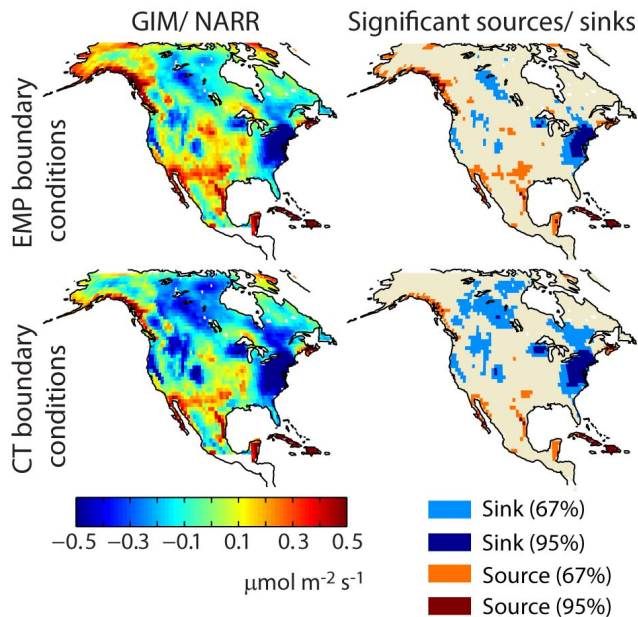 GIM/ NARR
Significant sources/ sinks
EMP boundary
conditions
CT boundary
conditions
−0.5 −0.3 −0.1 0.1 0.3 0.5
μmol m⁻² s⁻¹
Sink (67%)
Sink (95%)
Source (67%)
Source (95%)